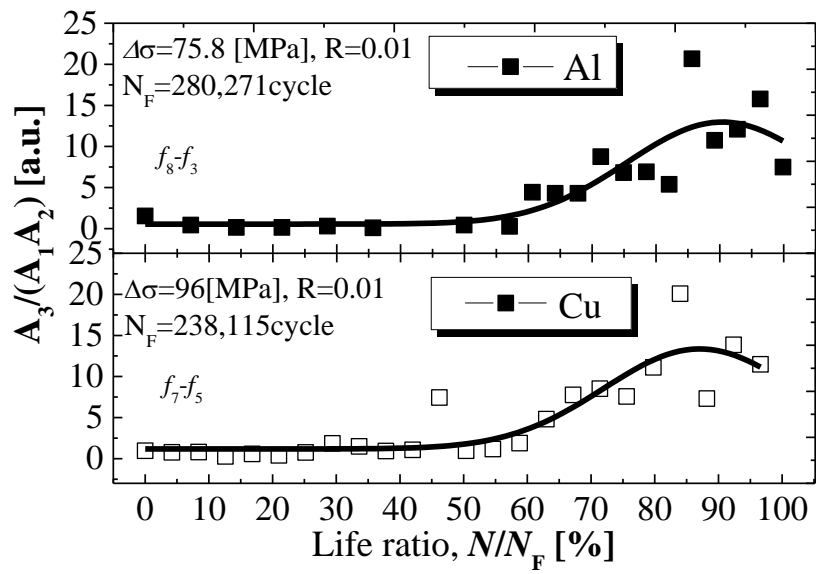 25
20
15
10
5
0
Δσ=75.8 [MPa], R=0.01
N_F=280,271cycle
f_8-f_3
Al
A_3/(A_1A_2) [a.u.]
25
20
15
10
5
0
Δσ=96[MPa], R=0.01
N_F=238,115cycle
f_7-f_5
Cu
0 10 20 30 40 50 60 70 80 90 100
Life ratio, N/N_F [%]